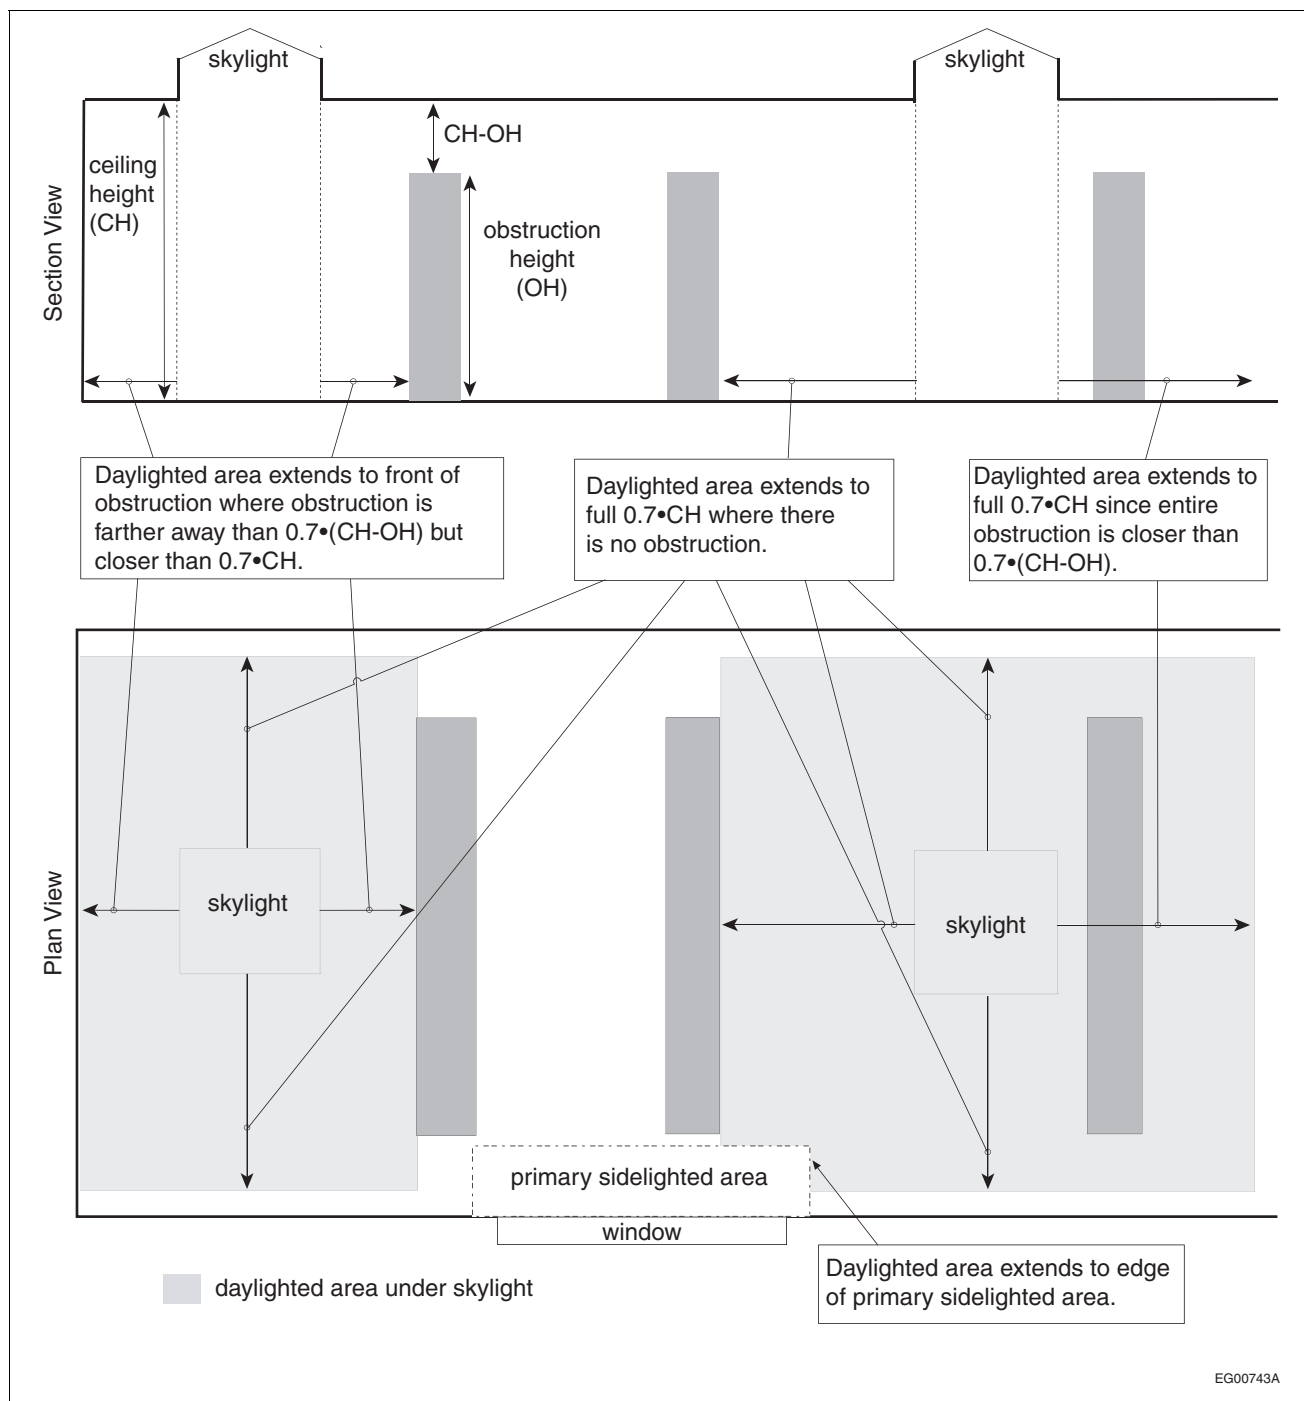 skylight
skylight
CH-OH
ceiling
height
(CH)
obstruction
height
(OH)
Section View
Daylighted area extends to front of
obstruction where obstruction is
farther away than 0.7•(CH-OH) but
closer than 0.7•CH.
Daylighted area extends to
full 0.7•CH where there
is no obstruction.
Daylighted area extends to
full 0.7•CH since entire
obstruction is closer than
0.7•(CH-OH).
Plan View
skylight
skylight
primary sidelighted area
window
daylighted area under skylight
Daylighted area extends to edge
of primary sidelighted area.
EG00743A